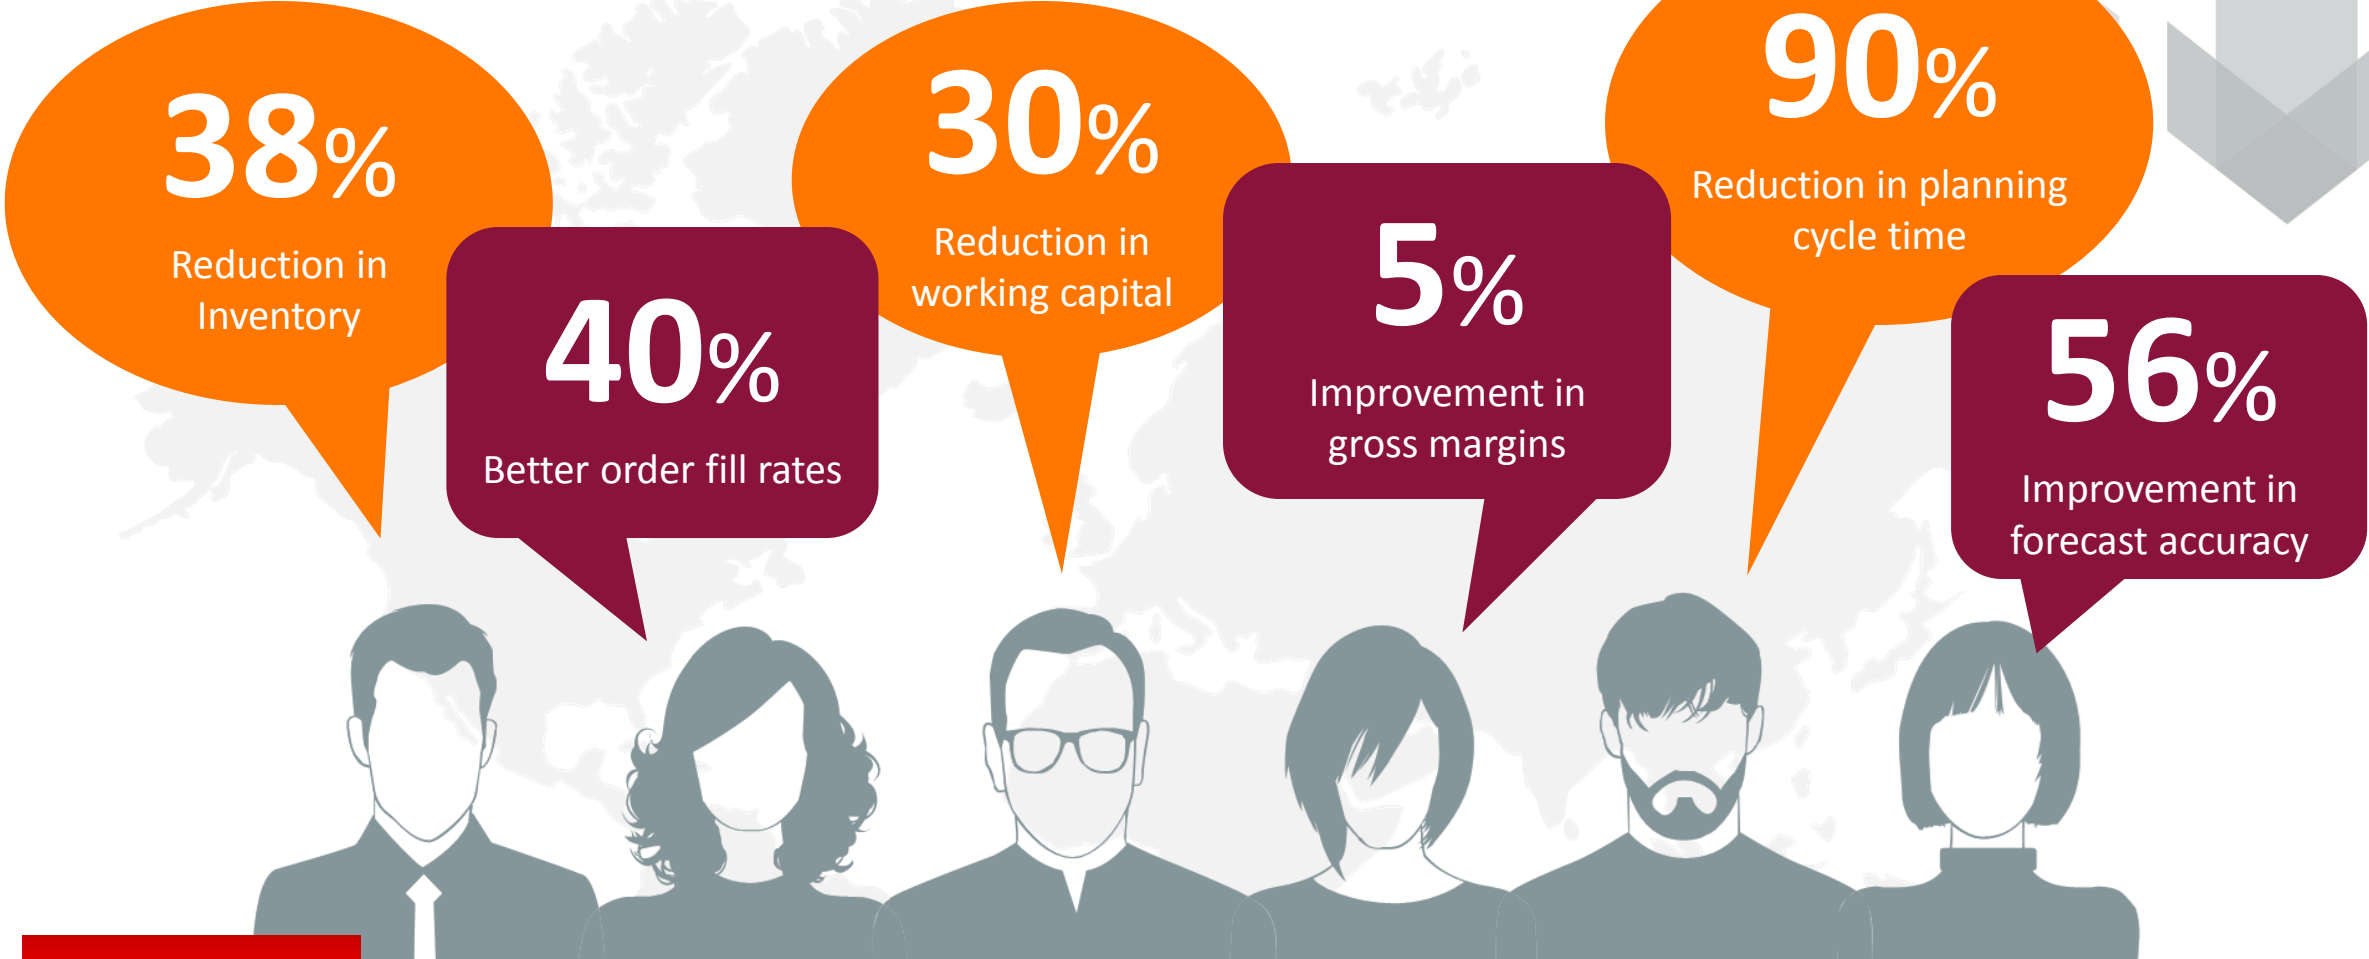 38%
Reduction in
Inventory
40%
Better order fill rates
30%
Reduction in
working capital
5%
Improvement in
gross margins
90%
Reduction in planning
cycle time
56%
Improvement in
forecast accuracy